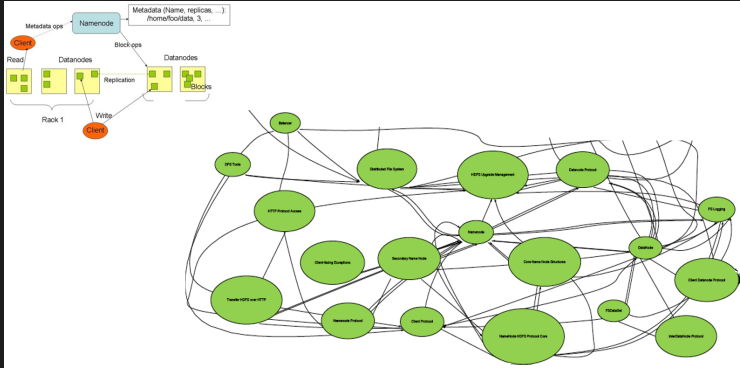 Metadata (Name, replicas, ...):
/home/foo/data, 3, ...
Metadata ops
Namenode
Client
Block ops
Read
Datanodes
Datanodes
Replication
Blocks
Rack 1
Write
Client
Balancer
DFS Tools
Distributed File System
HDFS Upgrade Management
Datanode Protocol
HTTP Protocol Access
FS Logging
Namenode
DataNode
Client-facing Exceptions
Secondary Name Node
Core Name Node Structures
Client Datanode Protocol
Transfer HDFS over HTTP
Namenode Protocol
Client Protocol
FSDataSet
NameNode HDFS Protocol Core
InterDataNode Protocol